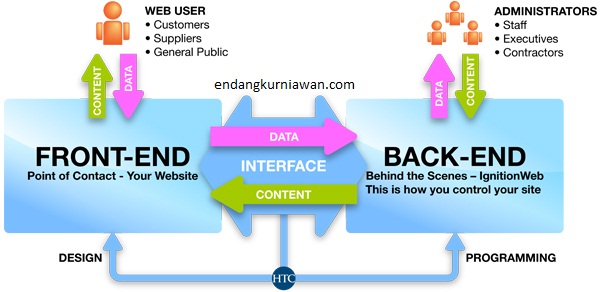 WEB USER
• Customers
• Suppliers
• General Public
ADMINISTRATORS
• Staff
• Executives
• Contractors
CONTENT
DATA
endangkurniawan.com
DATA
CONTENT
FRONT-END
Point of Contact - Your Website
DATA
INTERFACE
CONTENT
BACK-END
Behind the Scenes – IgnitionWeb
This is how you control your site
DESIGN
HTC
PROGRAMMING